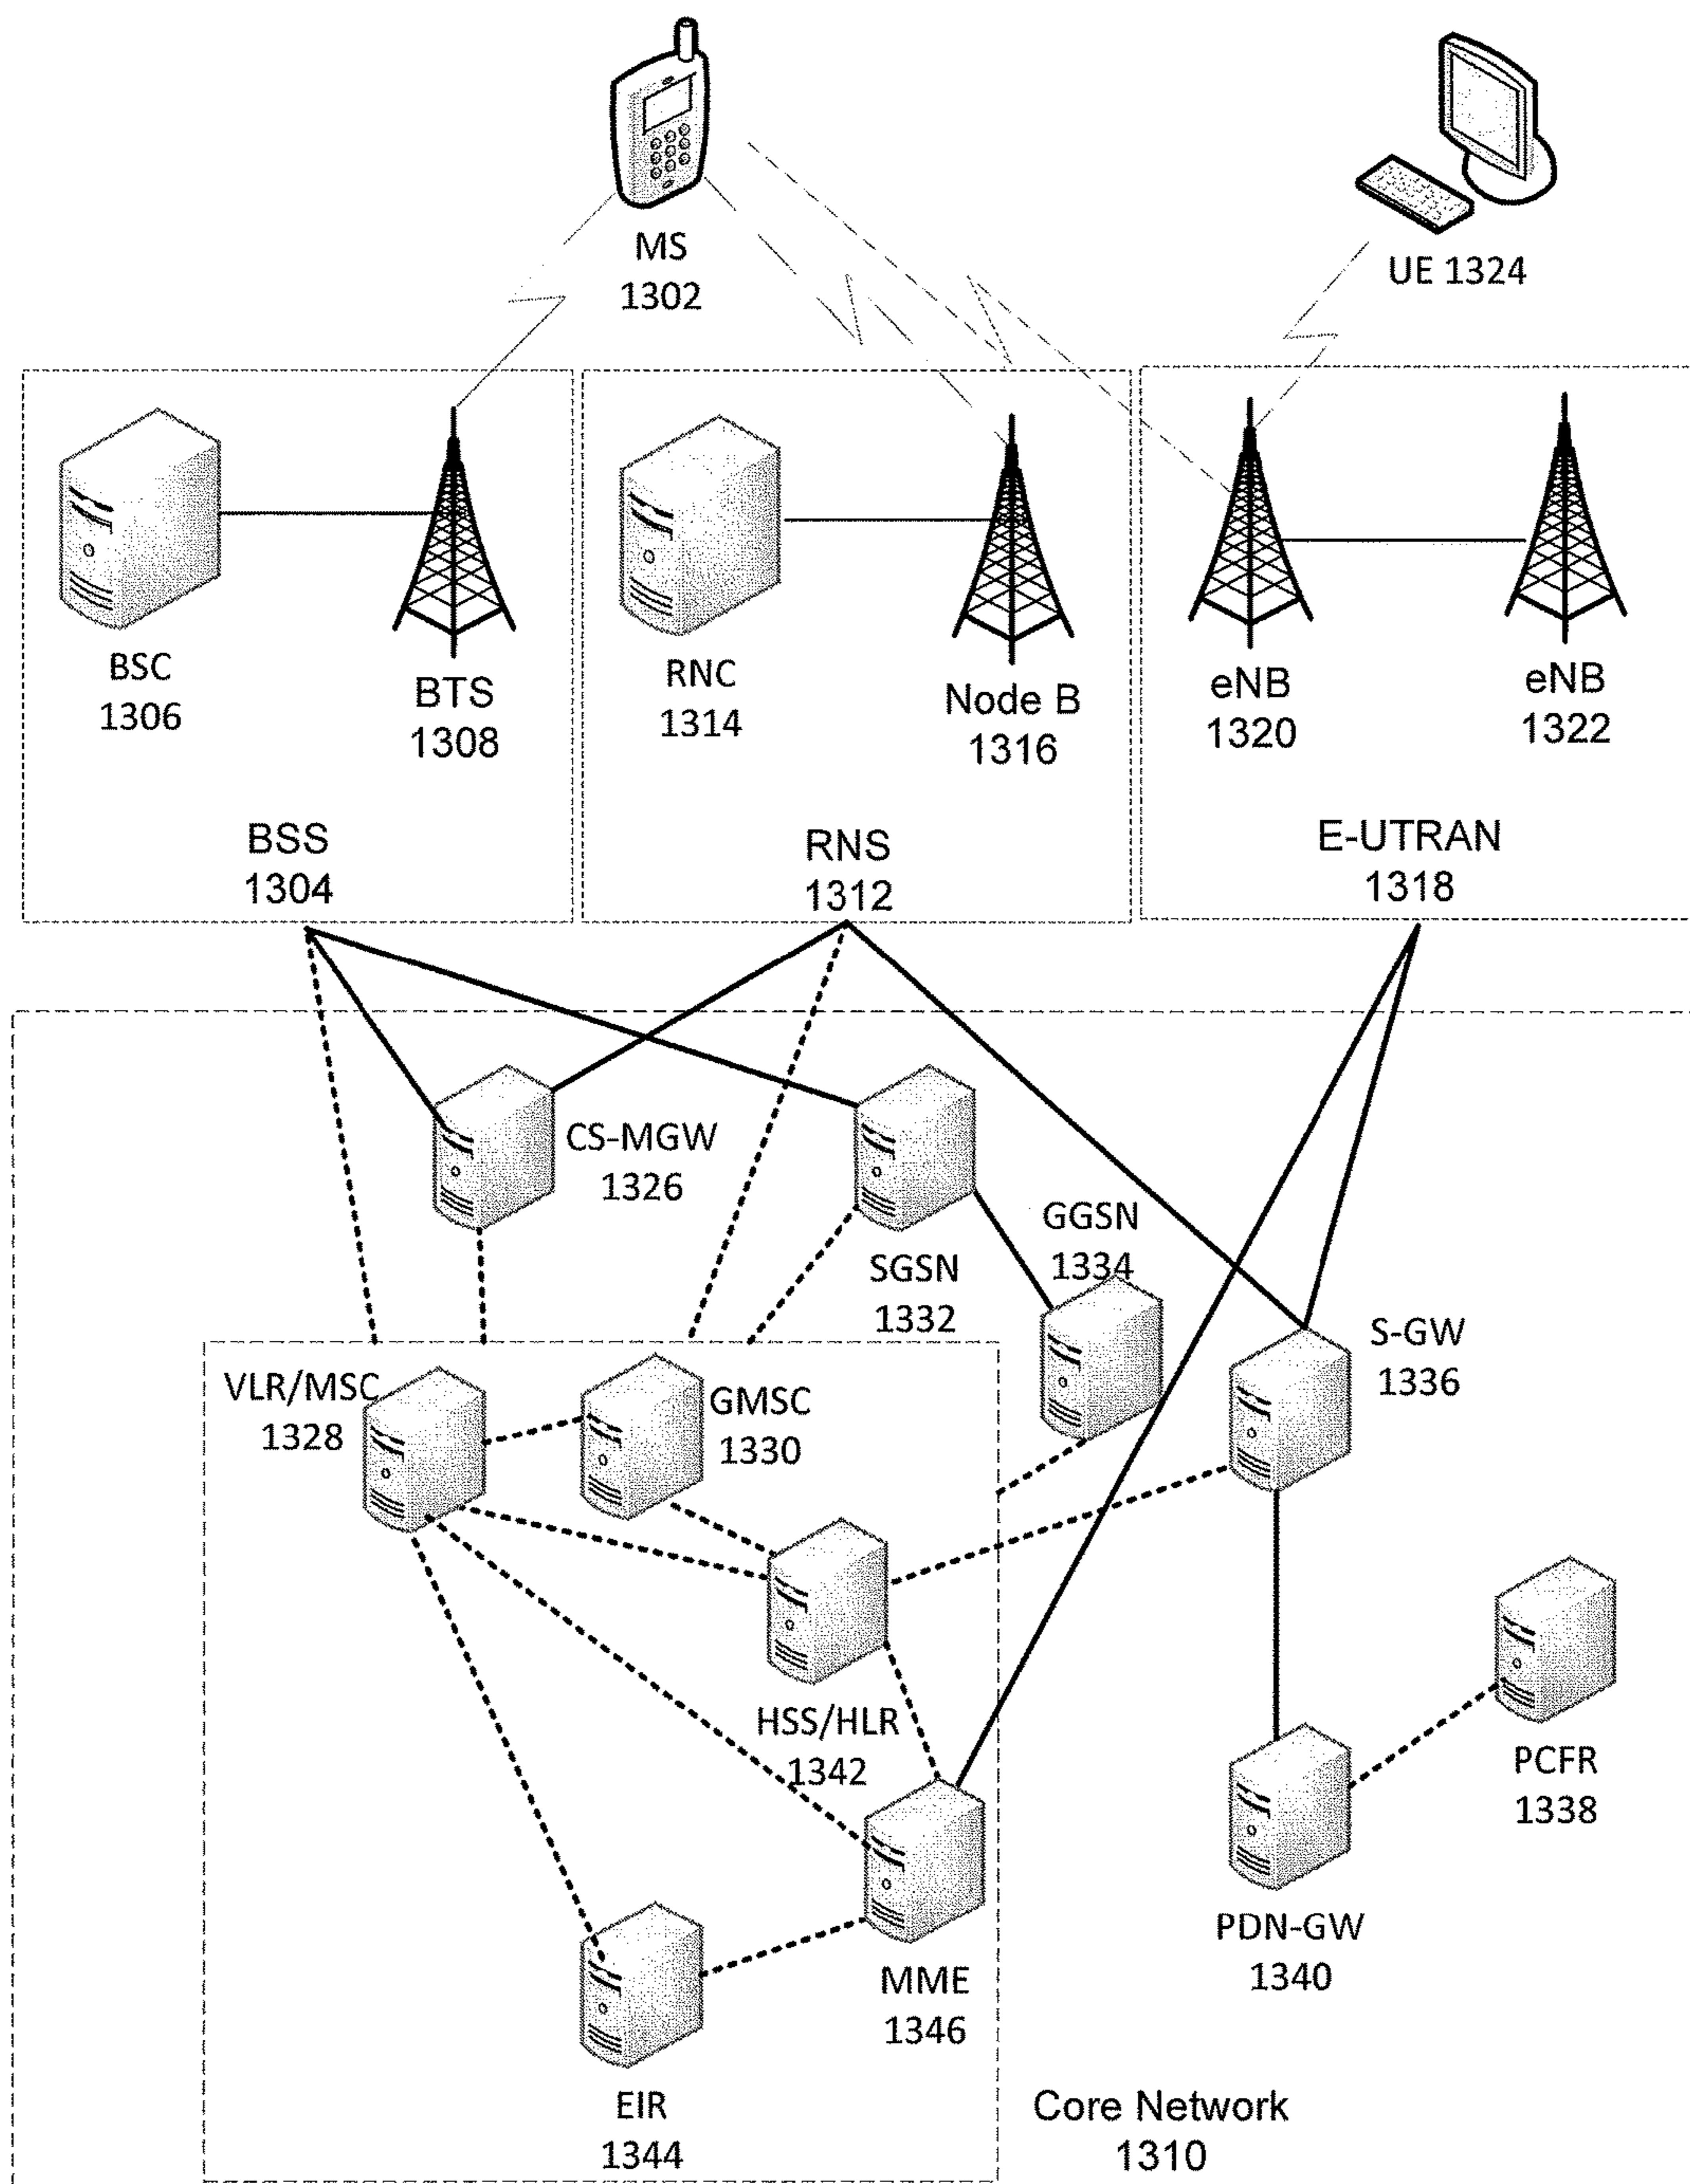 MS
1302
UE 1324
BSC
1306
BTS
1308
RNC
1314
Node B
1316
eNB
1320
eNB
1322
BSS
1304
RNS
1312
E-UTRAN
1318
CS-MGW
1326
SGSN
1332
GGSN
1334
S-GW
1336
VLR/MSC
1328
GMSC
1330
HSS/HLR
1342
PCFR
1338
PDN-GW
1340
MME
1346
EIR
1344
Core Network
1310